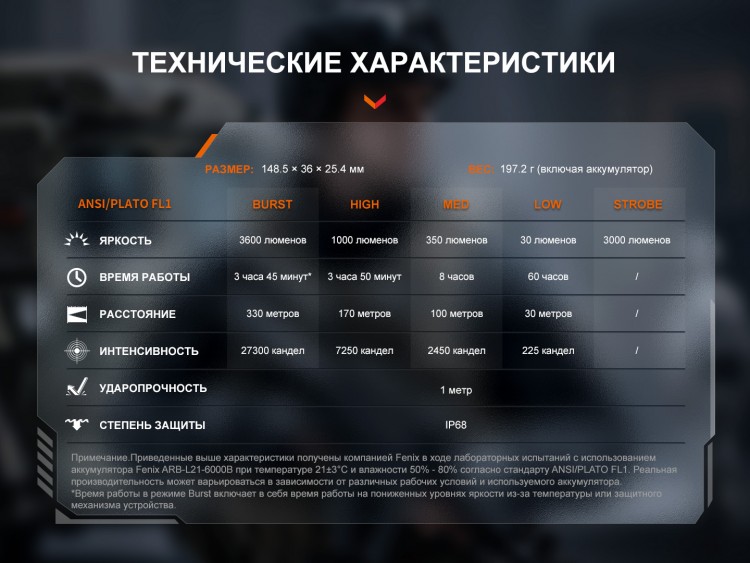 ТЕХНИЧЕСКИЕ ХАРАКТЕРИСТИКИ
РАЗМЕР: 148.5 × 36 × 25.4 мм ВЕС: 197.2 г (включая аккумулятор)
ANSI/PLATO FL1 BURST HIGH MED LOW STROBE
ЯРКОСТЬ 3600 люменов 1000 люменов 350 люменов 30 люменов 3000 люменов
ВРЕМЯ РАБОТЫ 3 часа 45 минут* 3 часа 50 минут 8 часов 60 часов /
РАССТОЯНИЕ 330 метров 170 метров 100 метров 30 метров /
ИНТЕНСИВНОСТЬ 27300 кандел 7250 кандел 2450 кандел 225 кандел /
УДАРОПРОЧНОСТЬ 1 метр
СТЕПЕНЬ ЗАЩИТЫ IP68
Примечание.Приведенные выше характеристики получены компанией Fenix в ходе лабораторных испытаний с использованием
аккумулятора Fenix ARB-L21-6000B при температуре 21±3°C и влажности 50% - 80% согласно стандарту ANSI/PLATO FL1. Реальная
производительность может варьироваться в зависимости от различных рабочих условий и используемого аккумулятора.
*Время работы в режиме Burst включает в себя время работы на пониженных уровнях яркости из-за температуры или защитного
механизма устройства.